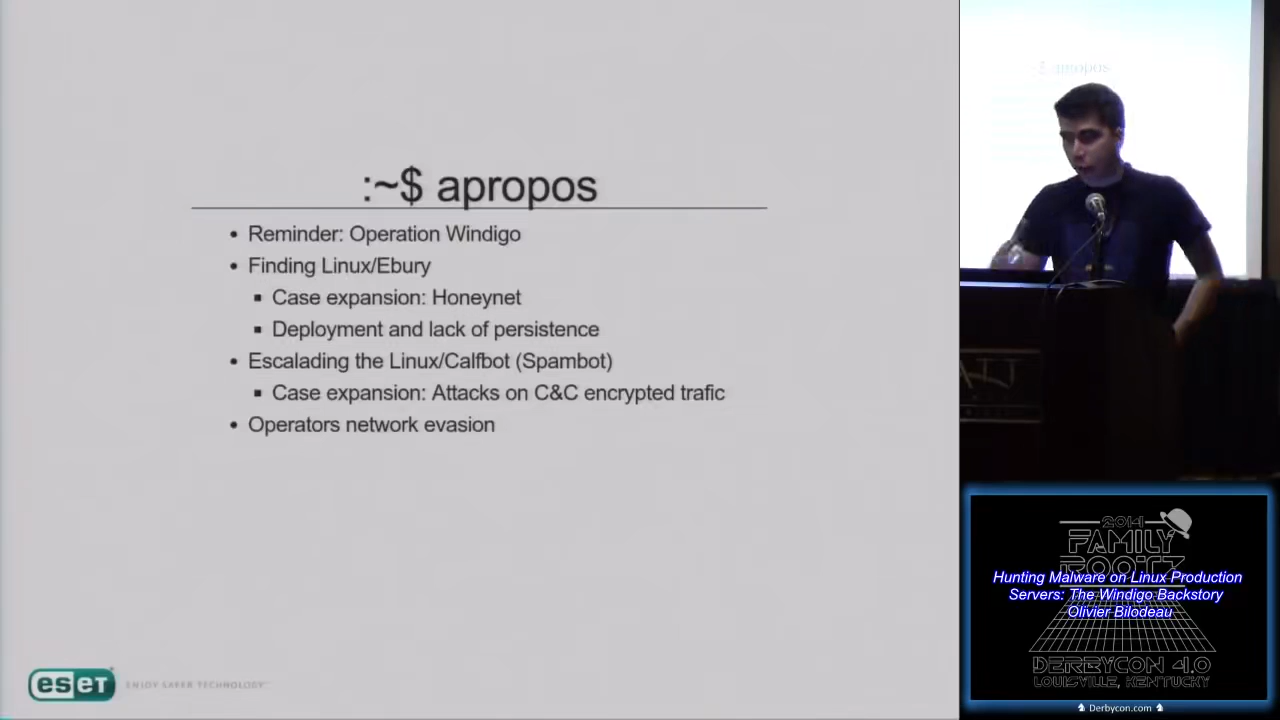 :~$ apropos
• Reminder: Operation Windigo
• Finding Linux/Ebury
▪ Case expansion: Honeynet
▪ Deployment and lack of persistence
• Escalading the Linux/Calfbot (Spambot)
▪ Case expansion: Attacks on C&C encrypted trafic
• Operators network evasion
eseT
ENJOY SAFER TECHNOLOGY™
apropos
2014
FAMILY
ROOTZ
Hunting Malware on Linux Production
Servers: The Windigo Backstory
Olivier Bilodeau
DERBYCON 4.0
LOUISVILLE, KENTUCKY
Derbycon.com